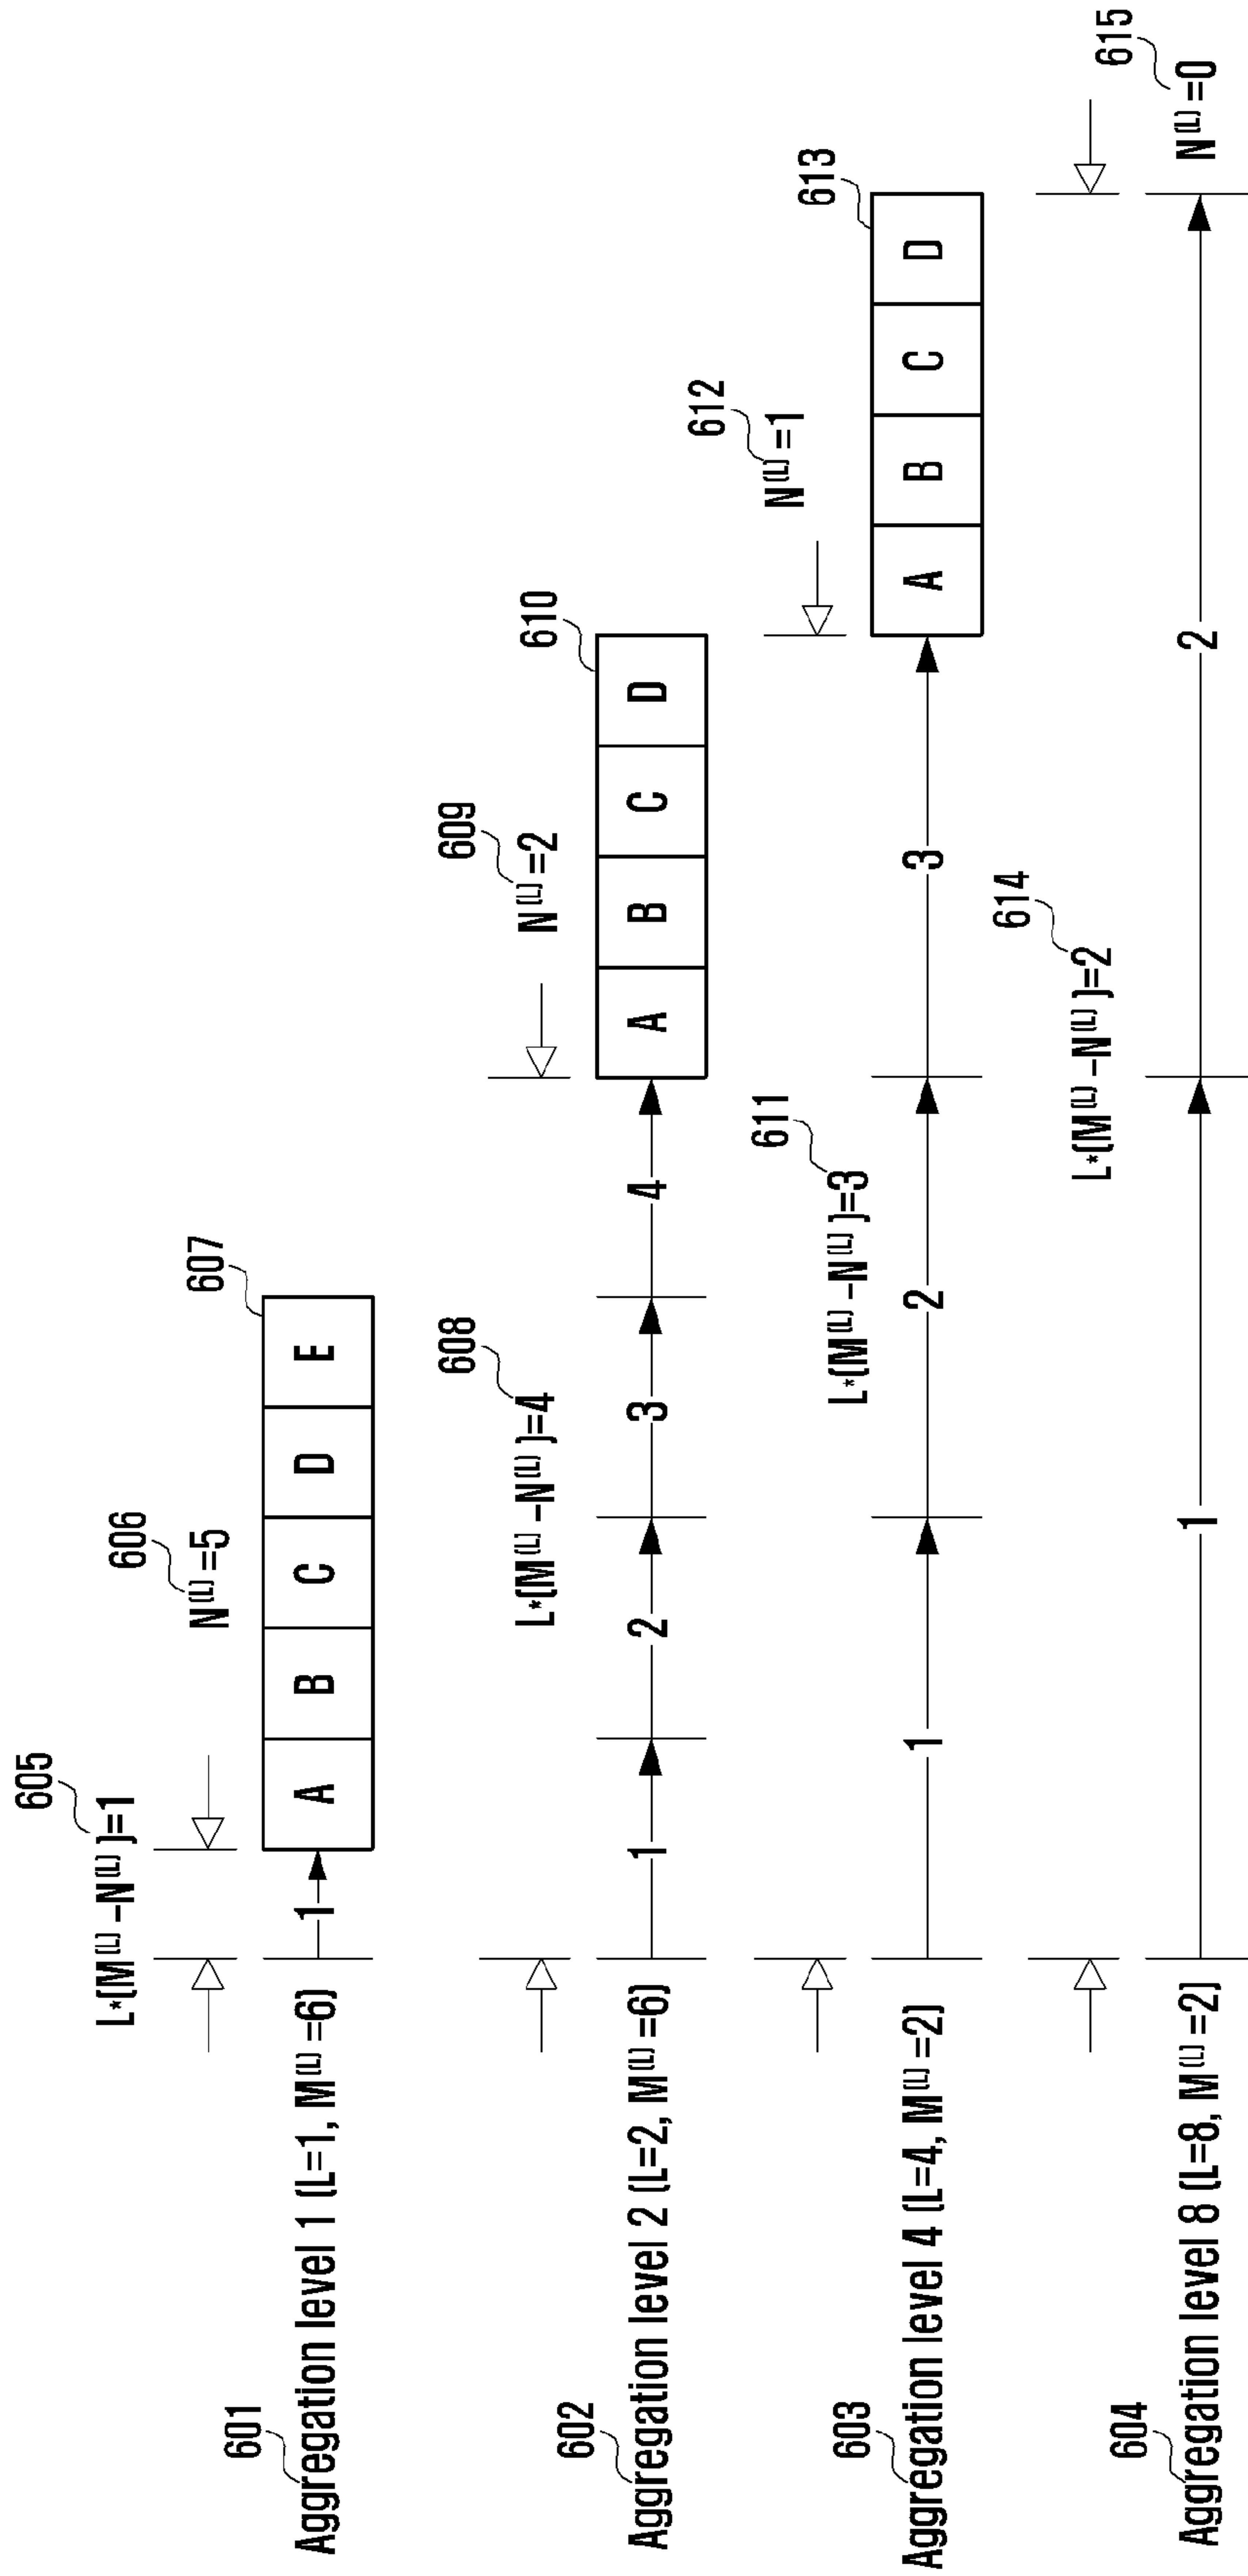 605
L*(M^(L) -N^(L) )=1
606
N^(L) =5
607
601
Aggregation level 1 (L=1, M^(L) =6)
1
A B C D E
608
L*(M^(L) -N^(L) )=4
609
N^(L) =2
610
602
Aggregation level 2 (L=2, M^(L) =6)
1 2 3 4
A B C D
611
L*(M^(L) -N^(L) )=3
612
N^(L) =1
613
603
Aggregation level 4 (L=4, M^(L) =2)
1 2 3
A B C D
614
L*(M^(L) -N^(L) )=2
615
N^(L) =0
604
Aggregation level 8 (L=8, M^(L) =2)
1 2